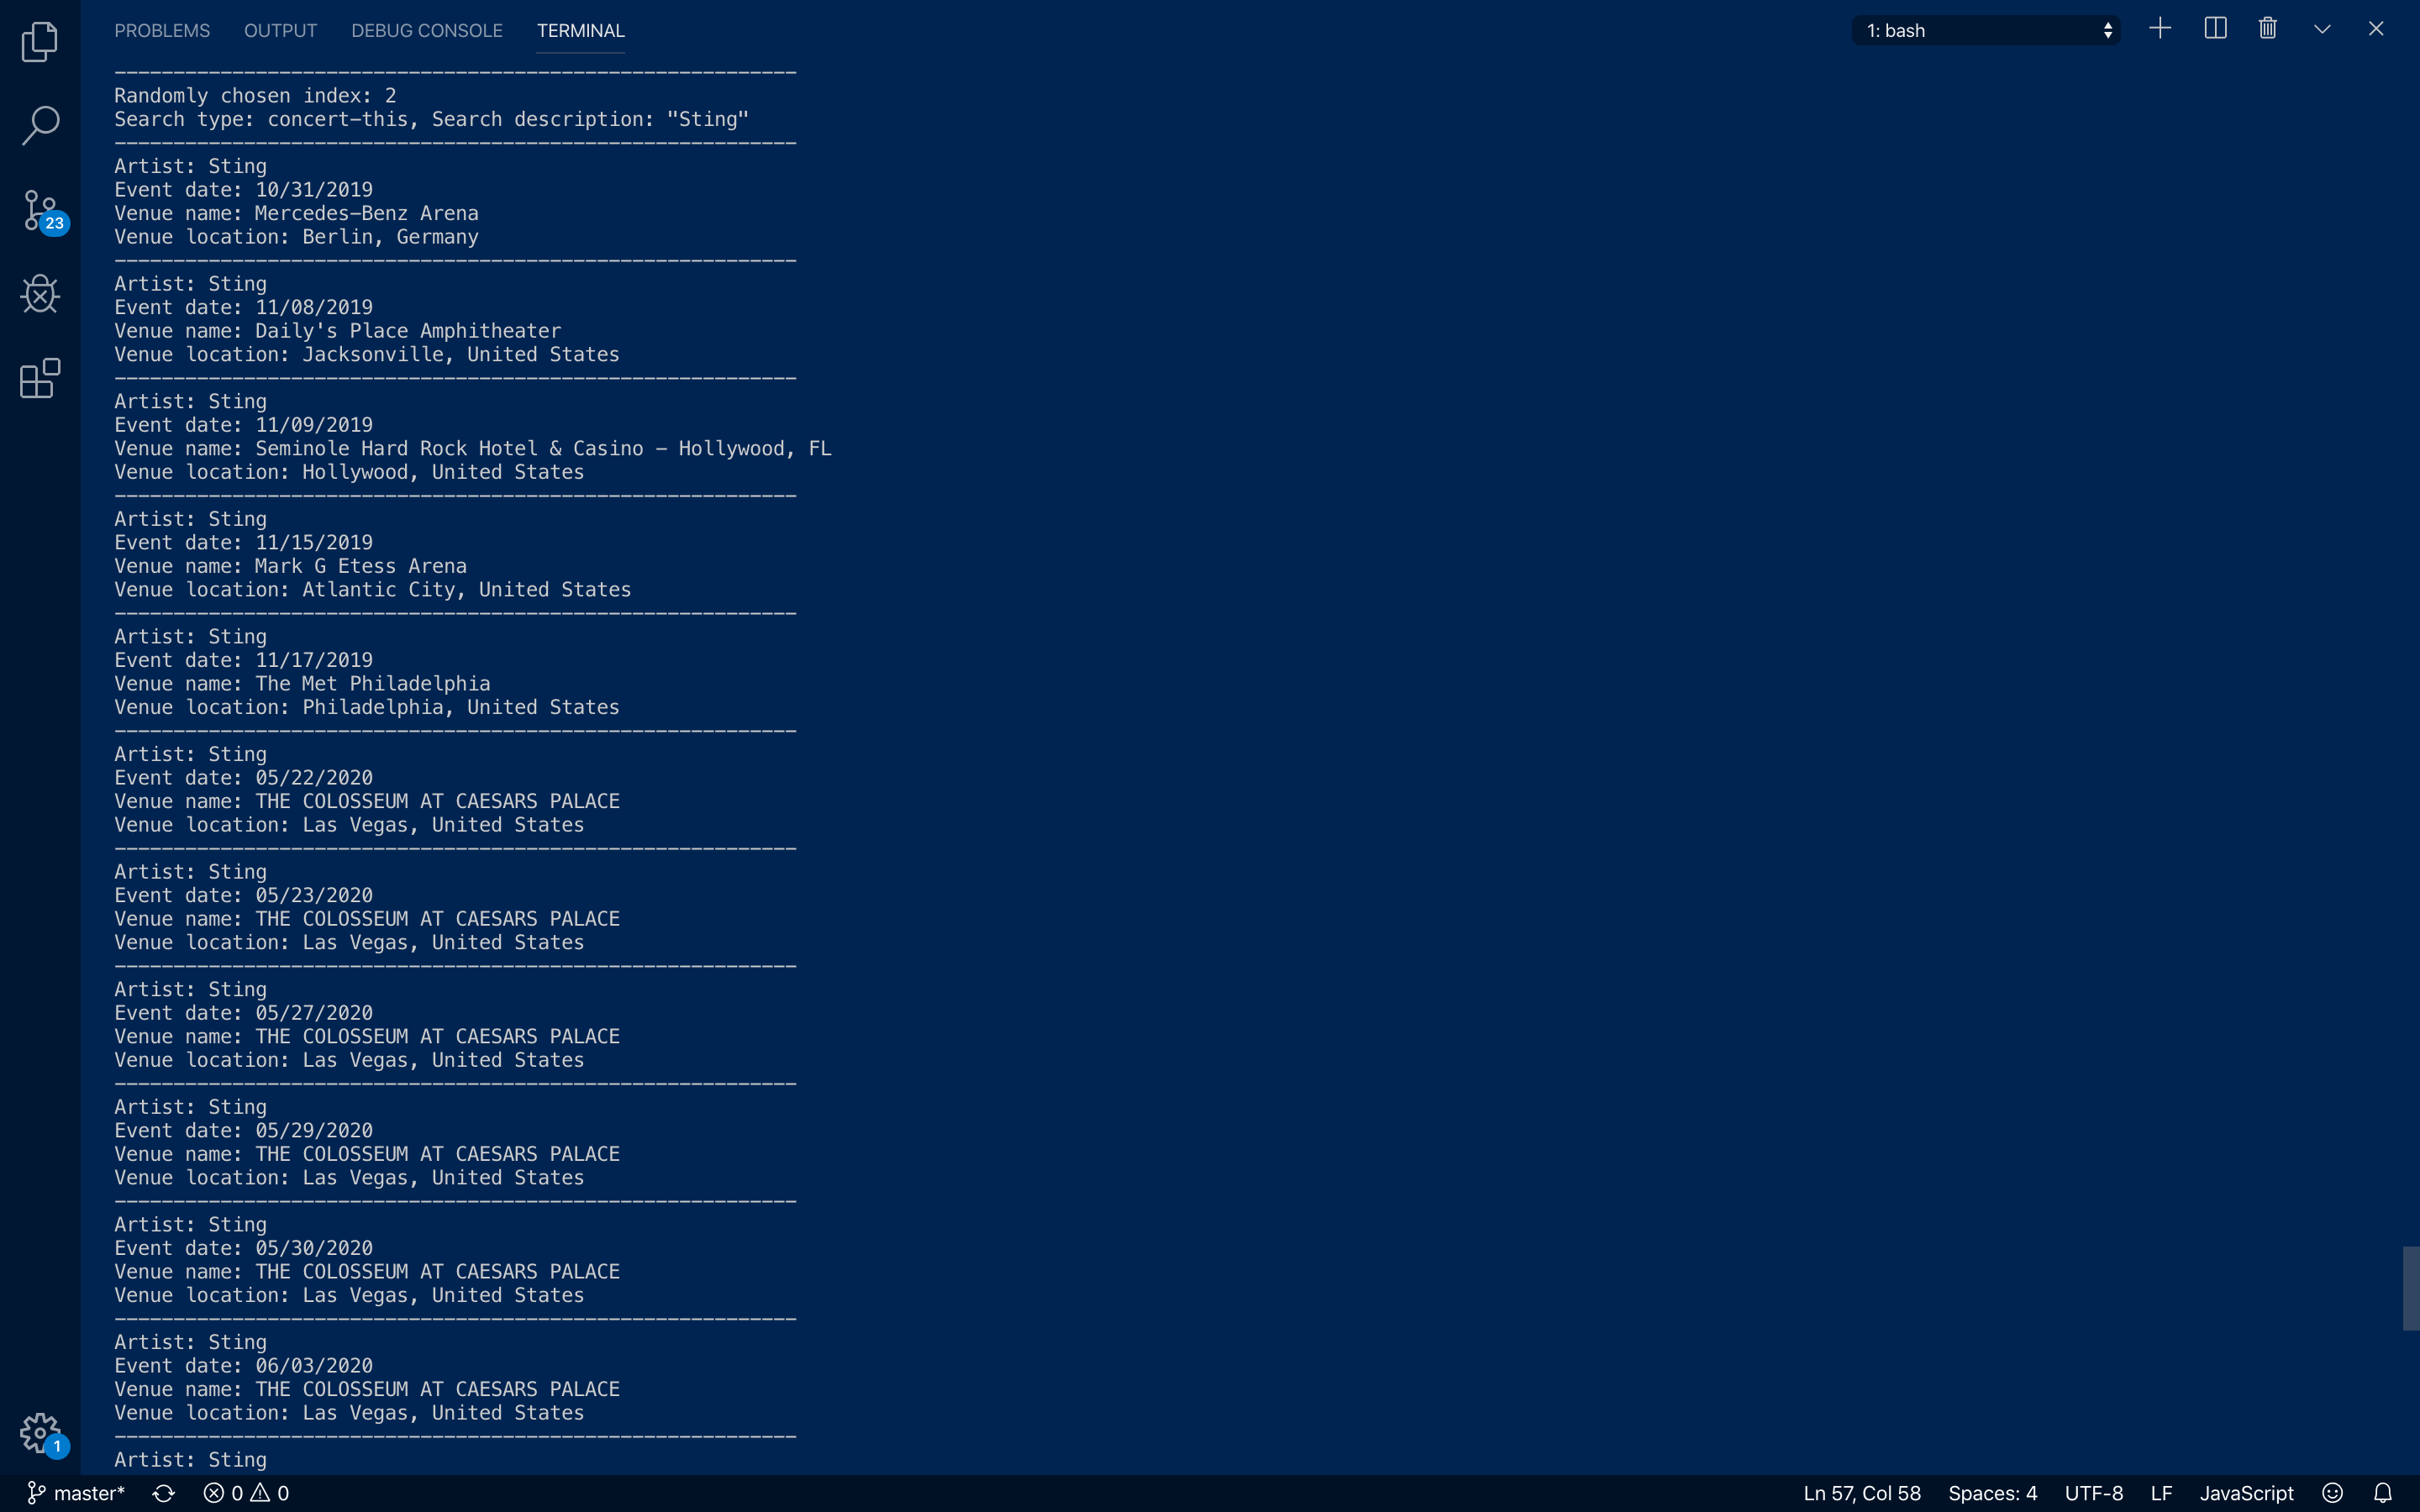 PROBLEMS OUTPUT DEBUG CONSOLE TERMINAL 1: bash
----------------------------------------------------------
Randomly chosen index: 2
Search type: concert-this, Search description: "Sting"
----------------------------------------------------------
Artist: Sting
Event date: 10/31/2019
Venue name: Mercedes-Benz Arena
Venue location: Berlin, Germany
----------------------------------------------------------
Artist: Sting
Event date: 11/08/2019
Venue name: Daily's Place Amphitheater
Venue location: Jacksonville, United States
----------------------------------------------------------
Artist: Sting
Event date: 11/09/2019
Venue name: Seminole Hard Rock Hotel & Casino - Hollywood, FL
Venue location: Hollywood, United States
----------------------------------------------------------
Artist: Sting
Event date: 11/15/2019
Venue name: Mark G Etess Arena
Venue location: Atlantic City, United States
----------------------------------------------------------
Artist: Sting
Event date: 11/17/2019
Venue name: The Met Philadelphia
Venue location: Philadelphia, United States
----------------------------------------------------------
Artist: Sting
Event date: 05/22/2020
Venue name: THE COLOSSEUM AT CAESARS PALACE
Venue location: Las Vegas, United States
----------------------------------------------------------
Artist: Sting
Event date: 05/23/2020
Venue name: THE COLOSSEUM AT CAESARS PALACE
Venue location: Las Vegas, United States
----------------------------------------------------------
Artist: Sting
Event date: 05/27/2020
Venue name: THE COLOSSEUM AT CAESARS PALACE
Venue location: Las Vegas, United States
----------------------------------------------------------
Artist: Sting
Event date: 05/29/2020
Venue name: THE COLOSSEUM AT CAESARS PALACE
Venue location: Las Vegas, United States
----------------------------------------------------------
Artist: Sting
Event date: 05/30/2020
Venue name: THE COLOSSEUM AT CAESARS PALACE
Venue location: Las Vegas, United States
----------------------------------------------------------
Artist: Sting
Event date: 06/03/2020
Venue name: THE COLOSSEUM AT CAESARS PALACE
Venue location: Las Vegas, United States
----------------------------------------------------------
Artist: Sting
23
1
master* 0 0 Ln 57, Col 58 Spaces: 4 UTF-8 LF JavaScript